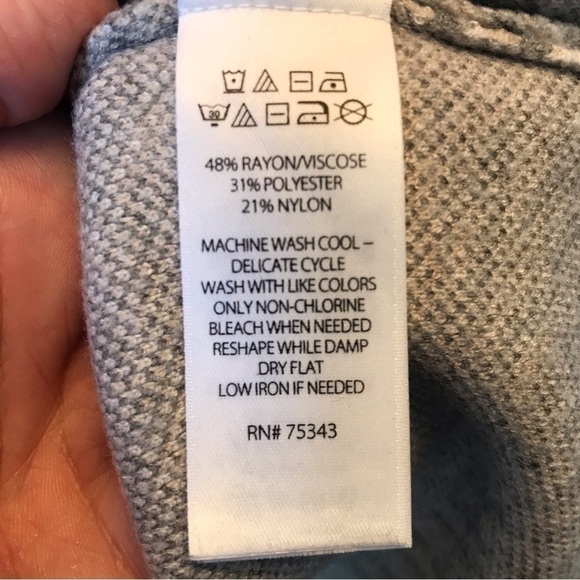 30
48% RAYON/VISCOSE
31% POLYESTER
21% NYLON
MACHINE WASH COOL –
DELICATE CYCLE
WASH WITH LIKE COLORS
ONLY NON-CHLORINE
BLEACH WHEN NEEDED
RESHAPE WHILE DAMP
DRY FLAT
LOW IRON IF NEEDED
RN# 75343